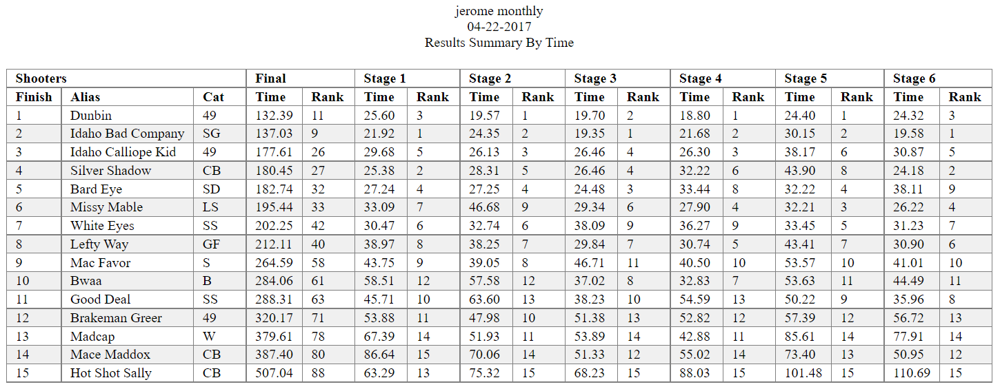 jerome monthly
04-22-2017
Results Summary By Time
Shooters Final Stage 1 Stage 2 Stage 3 Stage 4 Stage 5 Stage 6
Finish Alias Cat Time Rank Time Rank Time Rank Time Rank Time Rank Time Rank Time Rank
1 Dunbin 49 132.39 11 25.60 3 19.57 1 19.70 2 18.80 1 24.40 1 24.32 3
2 Idaho Bad Company SG 137.03 9 21.92 1 24.35 2 19.35 1 21.68 2 30.15 2 19.58 1
3 Idaho Calliope Kid 49 177.61 26 29.68 5 26.13 3 26.46 4 26.30 3 38.17 6 30.87 5
4 Silver Shadow CB 180.45 27 25.38 2 28.31 5 26.46 4 32.22 6 43.90 8 24.18 2
5 Bard Eye SD 182.74 32 27.24 4 27.25 4 24.48 3 33.44 8 32.22 4 38.11 9
6 Missy Mable LS 195.44 33 33.09 7 46.68 9 29.34 6 27.90 4 32.21 3 26.22 4
7 White Eyes SS 202.25 42 30.47 6 32.74 6 38.09 9 36.27 9 33.45 5 31.23 7
8 Lefty Way GF 212.11 40 38.97 8 38.25 7 29.84 7 30.74 5 43.41 7 30.90 6
9 Mac Favor S 264.59 58 43.75 9 39.05 8 46.71 11 40.50 10 53.57 10 41.01 10
10 Bwaa B 284.06 61 58.51 12 57.58 12 37.02 8 32.83 7 53.63 11 44.49 11
11 Good Deal SS 288.31 63 45.71 10 63.60 13 38.23 10 54.59 13 50.22 9 35.96 8
12 Brakeman Greer 49 320.17 71 53.88 11 47.98 10 51.38 13 52.82 12 57.39 12 56.72 13
13 Madcap W 379.61 78 67.39 14 51.93 11 53.89 14 42.88 11 85.61 14 77.91 14
14 Mace Maddox CB 387.40 80 86.64 15 70.06 14 51.33 12 55.02 14 73.40 13 50.95 12
15 Hot Shot Sally CB 507.04 88 63.29 13 75.32 15 68.23 15 88.03 15 101.48 15 110.69 15